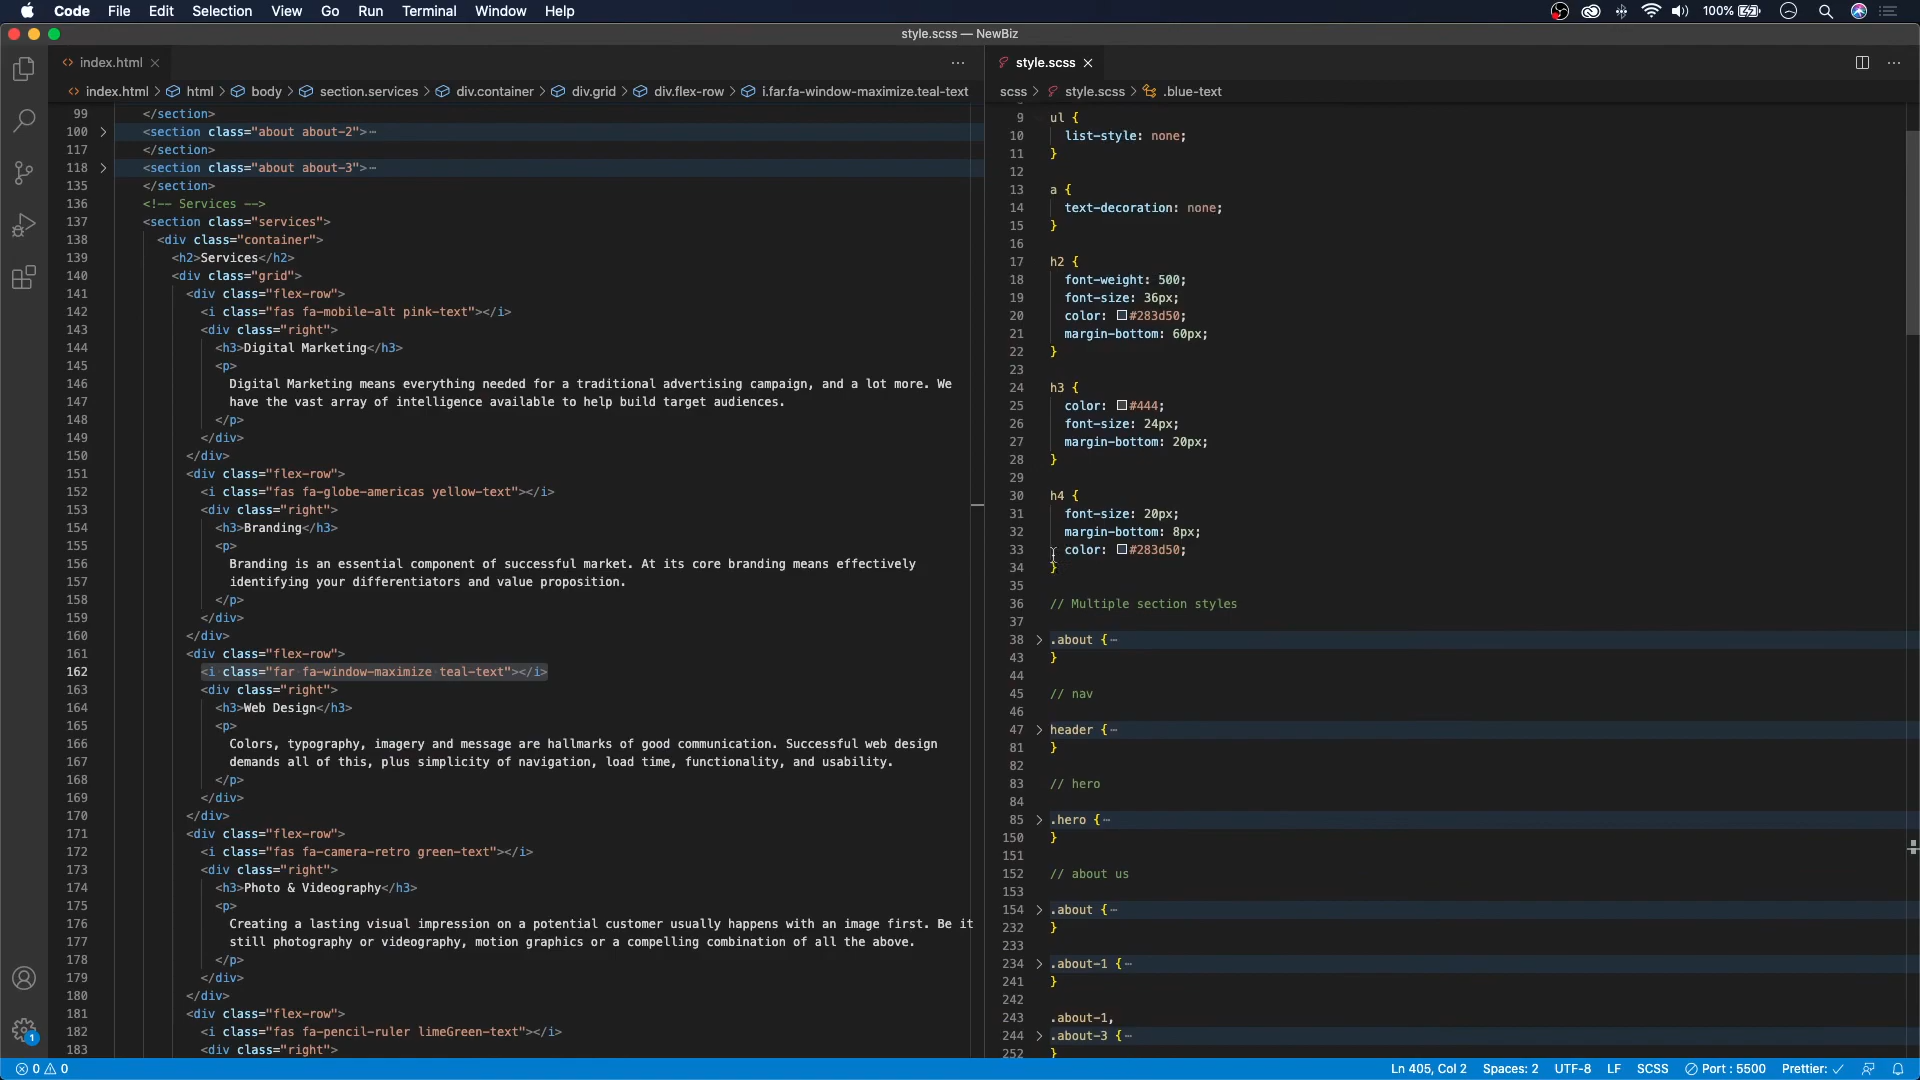 Code File Edit Selection View Go Run Terminal Window Help 100%
style.scss — NewBiz
index.html
style.scss
index.html > html > body > section.services > div.container > div.grid > div.flex-row > i.far.fa-window-maximize.teal-text
scss > style.scss > .blue-text
99 </section>
100 <section class="about about-2">
117 </section>
118 <section class="about about-3">
135 </section>
136 <!-- Services -->
137 <section class="services">
138 <div class="container">
139 <h2>Services</h2>
140 <div class="grid">
141 <div class="flex-row">
142 <i class="fas fa-mobile-alt pink-text"></i>
143 <div class="right">
144 <h3>Digital Marketing</h3>
145 <p>
146 Digital Marketing means everything needed for a traditional advertising campaign, and a lot more. We
147 have the vast array of intelligence available to help build target audiences.
148 </p>
149 </div>
150 </div>
151 <div class="flex-row">
152 <i class="fas fa-globe-americas yellow-text"></i>
153 <div class="right">
154 <h3>Branding</h3>
155 <p>
156 Branding is an essential component of successful market. At its core branding means effectively
157 identifying your differentiators and value proposition.
158 </p>
159 </div>
160 </div>
161 <div class="flex-row">
162 <i class="far fa-window-maximize teal-text"></i>
163 <div class="right">
164 <h3>Web Design</h3>
165 <p>
166 Colors, typography, imagery and message are hallmarks of good communication. Successful web design
167 demands all of this, plus simplicity of navigation, load time, functionality, and usability.
168 </p>
169 </div>
170 </div>
171 <div class="flex-row">
172 <i class="fas fa-camera-retro green-text"></i>
173 <div class="right">
174 <h3>Photo & Videography</h3>
175 <p>
176 Creating a lasting visual impression on a potential customer usually happens with an image first. Be it
177 still photography or videography, motion graphics or a compelling combination of all the above.
178 </p>
179 </div>
180 </div>
181 <div class="flex-row">
182 <i class="fas fa-pencil-ruler limeGreen-text"></i>
183 <div class="right">
9 ul {
10 list-style: none;
11 }
12
13 a {
14 text-decoration: none;
15 }
16
17 h2 {
18 font-weight: 500;
19 font-size: 36px;
20 color: #283d50;
21 margin-bottom: 60px;
22 }
23
24 h3 {
25 color: #444;
26 font-size: 24px;
27 margin-bottom: 20px;
28 }
29
30 h4 {
31 font-size: 20px;
32 margin-bottom: 8px;
33 color: #283d50;
34 }
35
36 // Multiple section styles
37
38 .about {
43 }
44
45 // nav
46
47 header {
81 }
82
83 // hero
84
85 .hero {
150 }
151
152 // about us
153
154 .about {
232 }
233
234 .about-1 {
241 }
242
243 .about-1,
244 .about-3 {
252 }
1
0 0 Ln 405, Col 2 Spaces: 2 UTF-8 LF SCSS Port : 5500 Prettier: ✓